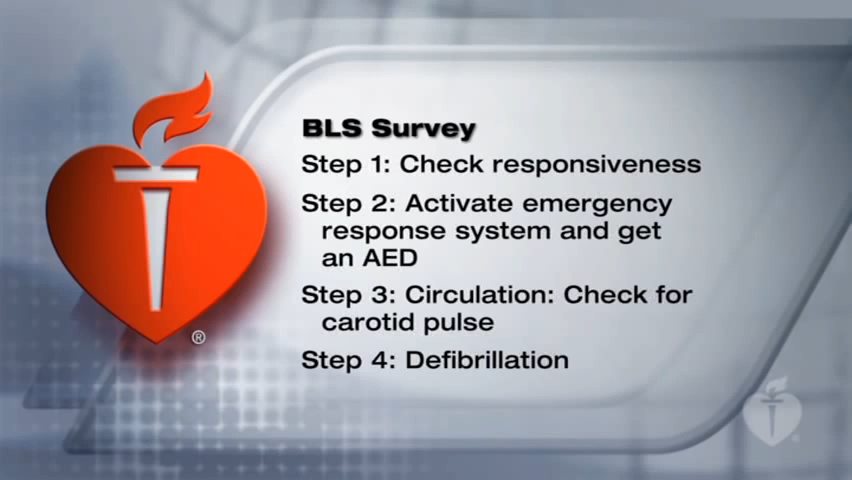 BLS Survey
Step 1: Check responsiveness
Step 2: Activate emergency
response system and get
an AED
Step 3: Circulation: Check for
carotid pulse
Step 4: Defibrillation
®